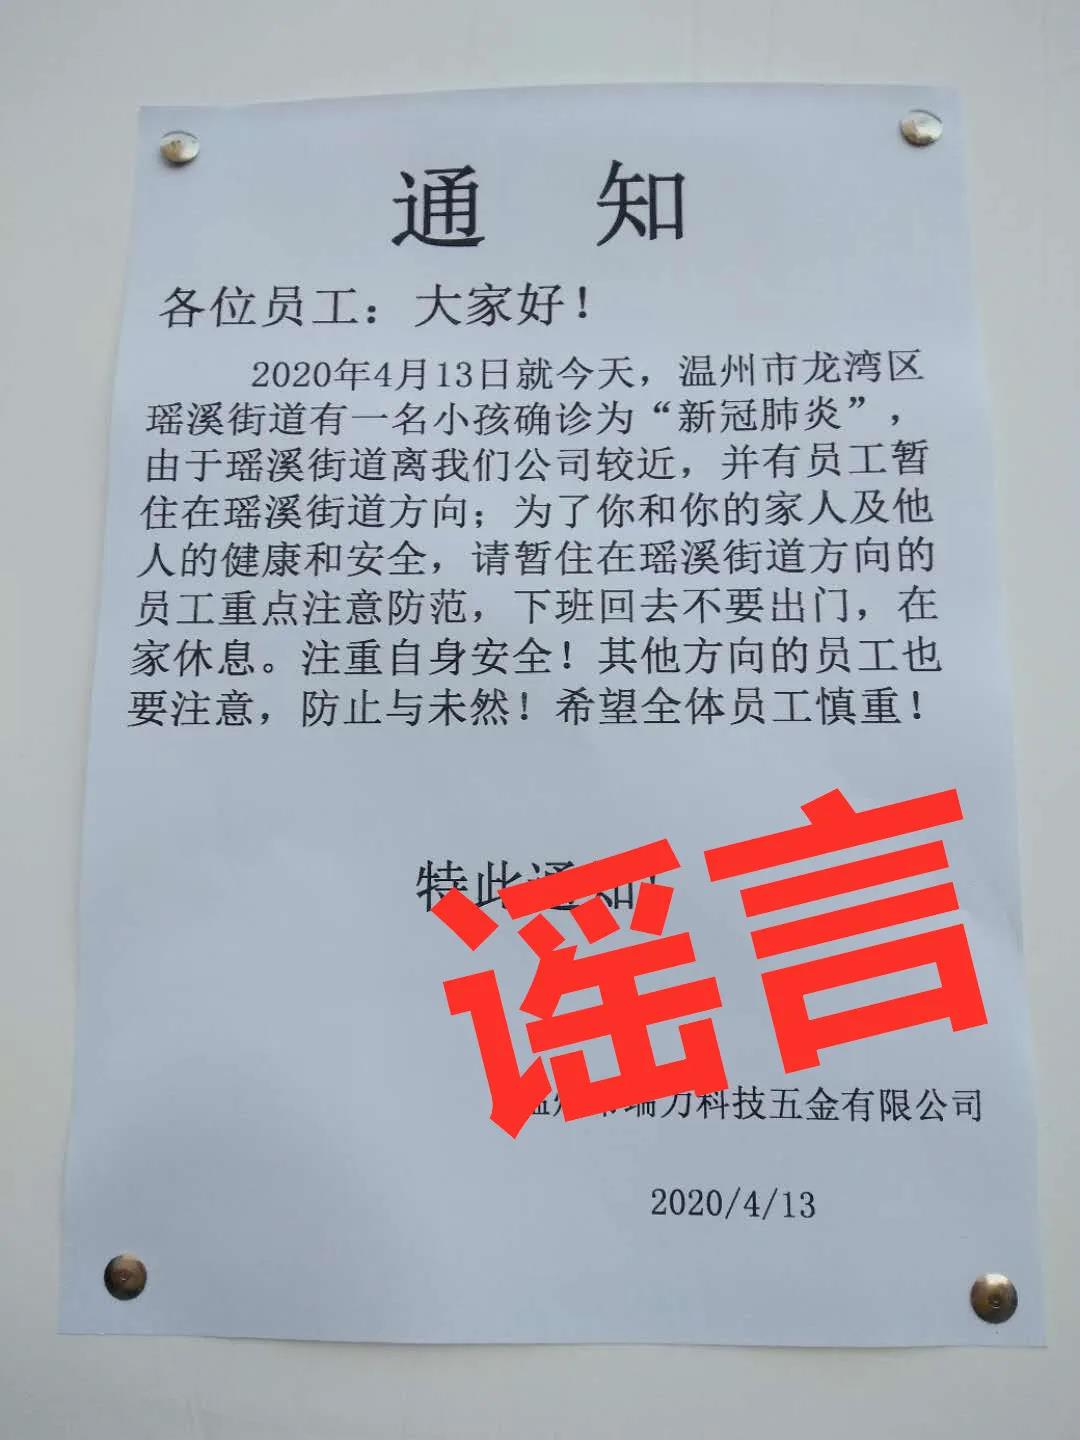 通 知
各位员工：大家好！
2020年4月13日就今天，温州市龙湾区
瑶溪街道有一名小孩确诊为“新冠肺炎”，
由于瑶溪街道离我们公司较近，并有员工暂
住在瑶溪街道方向；为了你和你的家人及他
人的健康和安全，请暂住在瑶溪街道方向的
员工重点注意防范，下班回去不要出门，在
家休息。注重自身安全！其他方向的员工也
要注意，防止与未然！希望全体员工慎重！
特此通知！
谣言
科技五金有限公司
2020/4/13